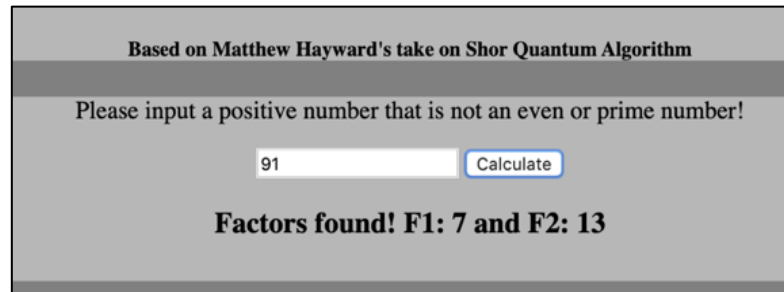 Based on Matthew Hayward's take on Shor Quantum Algorithm
Please input a positive number that is not an even or prime number!
91 Calculate
Factors found! F1: 7 and F2: 13